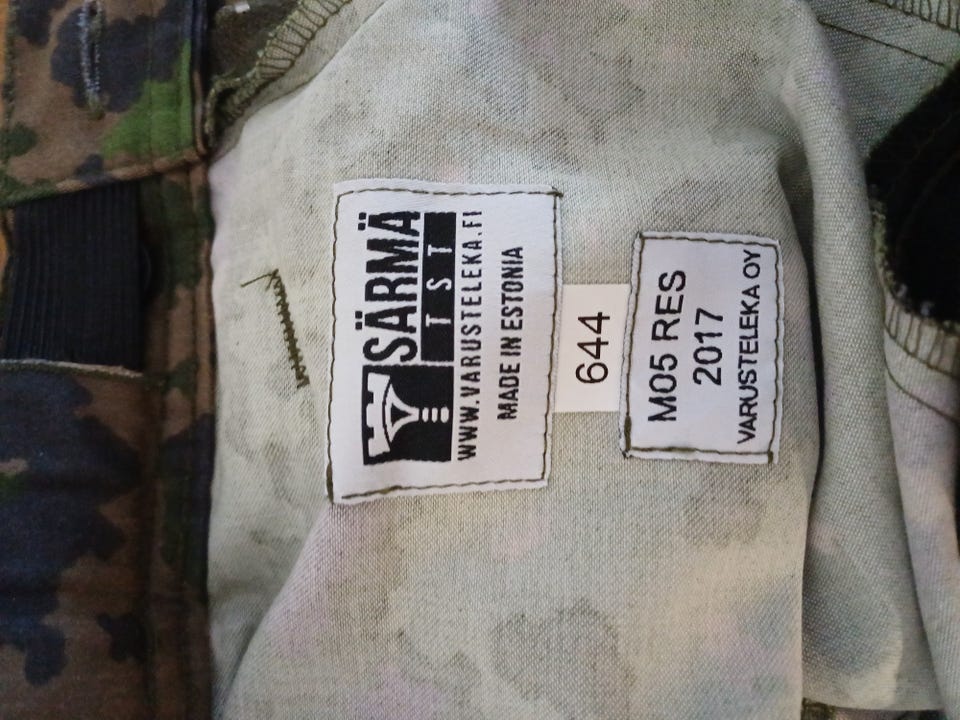 SÄRMÄ
TST
WWW.VARUSTELEKA.FI
MADE IN ESTONIA
644
M05 RES
2017
VARUSTELEKA OY